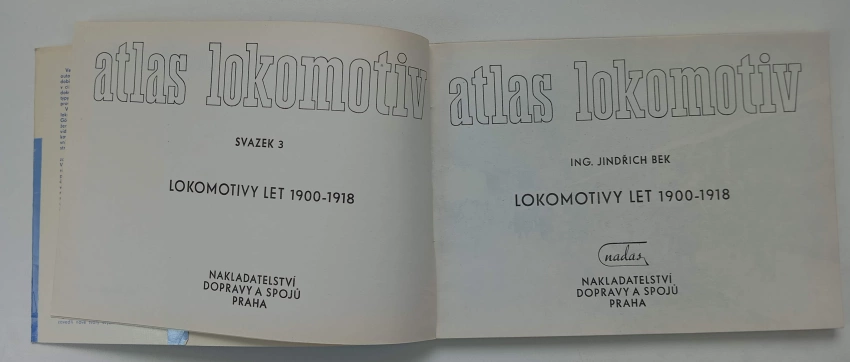 atlas lokomotiv
SVAZEK 3
LOKOMOTIVY LET 1900-1918
NAKLADATELSTVÍ
DOPRAVY A SPOJŮ
PRAHA
atlas lokomotiv
ING. JINDŘICH BEK
LOKOMOTIVY LET 1900-1918
nadas
NAKLADATELSTVÍ
DOPRAVY A SPOJŮ
PRAHA